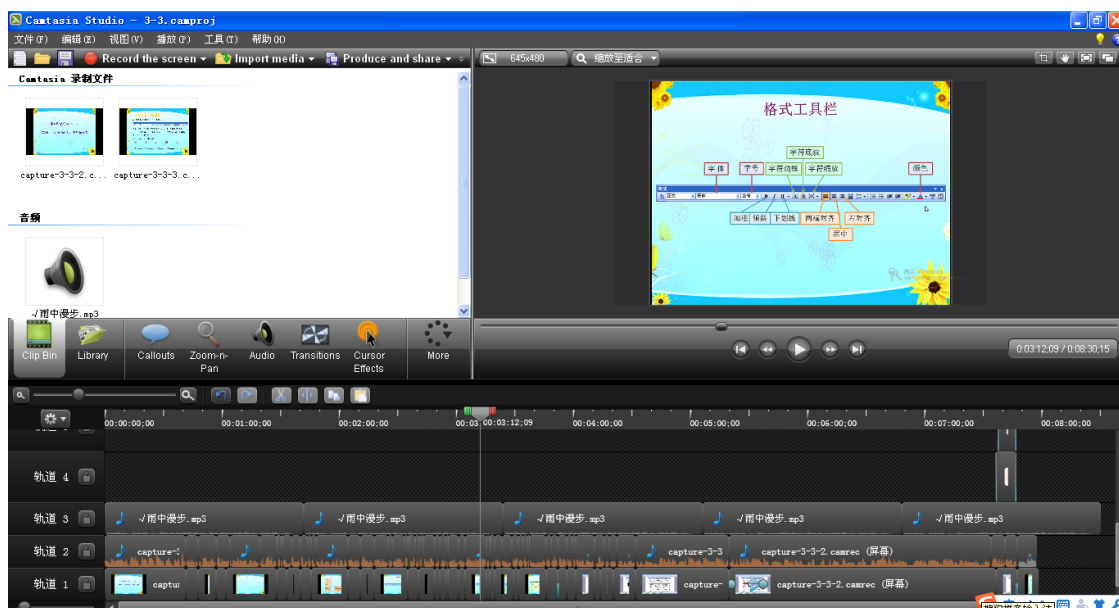 Camtasia Studio - 3-3.camproj
文件(F) 编辑(E) 视图(V) 播放(P) 工具(T) 帮助(H)
Record the screen Import media Produce and share 645x480 缩放至适合
Camtasia 录制文件
capture-3-3-2.c... capture-3-3-3.c...
音频
√雨中漫步.mp3
格式工具栏
字符底纹
字体 字号 字符边框 字符缩放 颜色
加粗 倾斜 下划线 两端对齐 右对齐
居中
Clip Bin Library Callouts Zoom-n-Pan Audio Transitions Cursor Effects More
0:03:12;09 / 0:08:30;15
00:00:00;00 00:01:00;00 00:02:00;00 00:03 00:03:12;09 00:04:00;00 00:05:00;00 00:06:00;00 00:07:00;00 00:08:00;00
轨道 4
轨道 3 √雨中漫步.mp3 √雨中漫步.mp3 √雨中漫步.mp3 √雨中漫步.mp3 √雨中漫步.mp3
轨道 2 capture-3 capture-3-3 capture-3-3-2.camrec (屏幕)
轨道 1 captu capture- capture-3-3-2.camrec (屏幕)